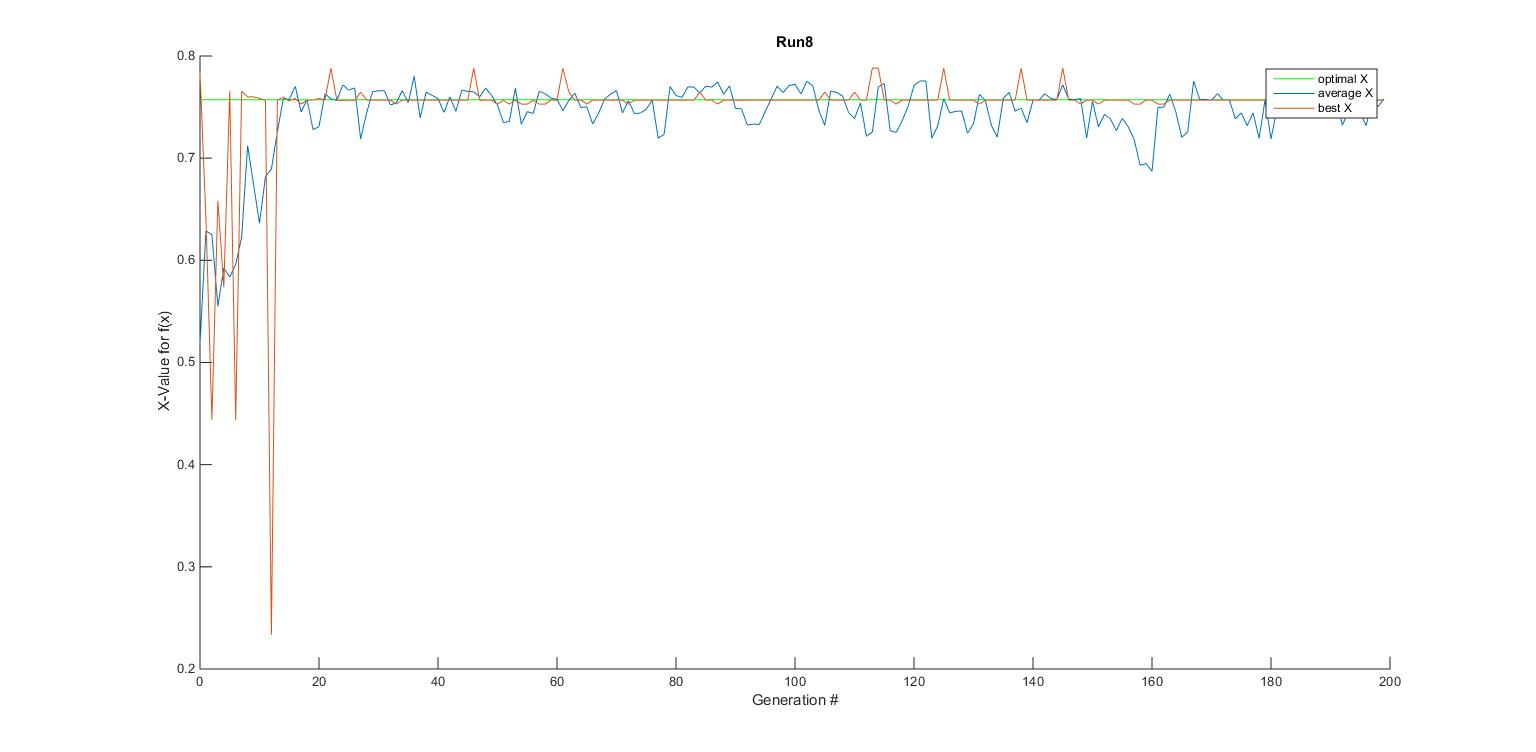 Run8
optimal X
average X
best X
X-Value for f(x)
0.8
0.7
0.6
0.5
0.4
0.3
0.2
0 20 40 60 80 100 120 140 160 180 200
Generation #